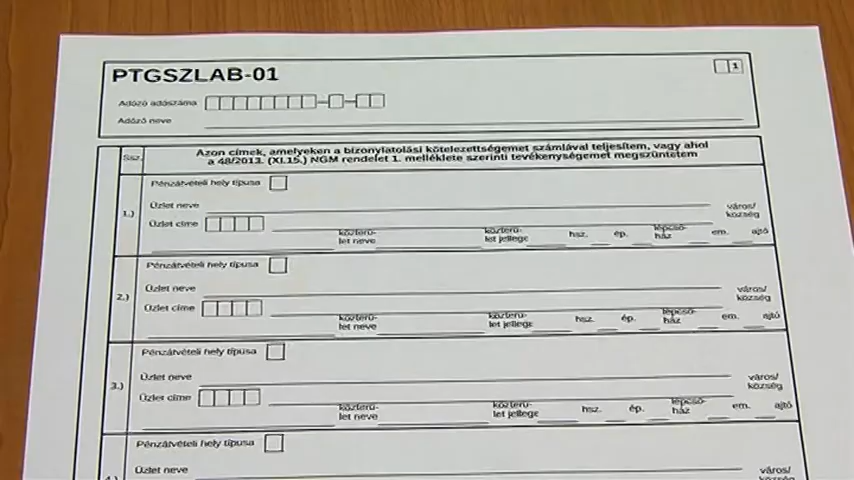 PTGSZLAB-01
1
Adózó adószáma
Adózó neve
Ssz.
Azon címek, amelyeken a bizonylatolási kötelezettségemet számlával teljesítem, vagy ahol
a 48/2013. (XI.15.) NGM rendelet 1. melléklete szerinti tevékenységemet megszüntetem
1.)
Pénzátvételi hely típusa
Üzlet neve
Üzlet címe
város/
község
közterü-
let neve
közterü-
let jellege
hsz.
ép.
lépcső-
ház
em.
ajtó
2.)
Pénzátvételi hely típusa
Üzlet neve
Üzlet címe
város/
község
közterü-
let neve
közterü-
let jellege
hsz.
ép.
lépcső-
ház
em.
ajtó
3.)
Pénzátvételi hely típusa
Üzlet neve
Üzlet címe
város/
község
közterü-
let neve
közterü-
let jellege
hsz.
ép.
lépcső-
ház
em.
ajtó
4.)
Pénzátvételi hely típusa
Üzlet neve
város/
község